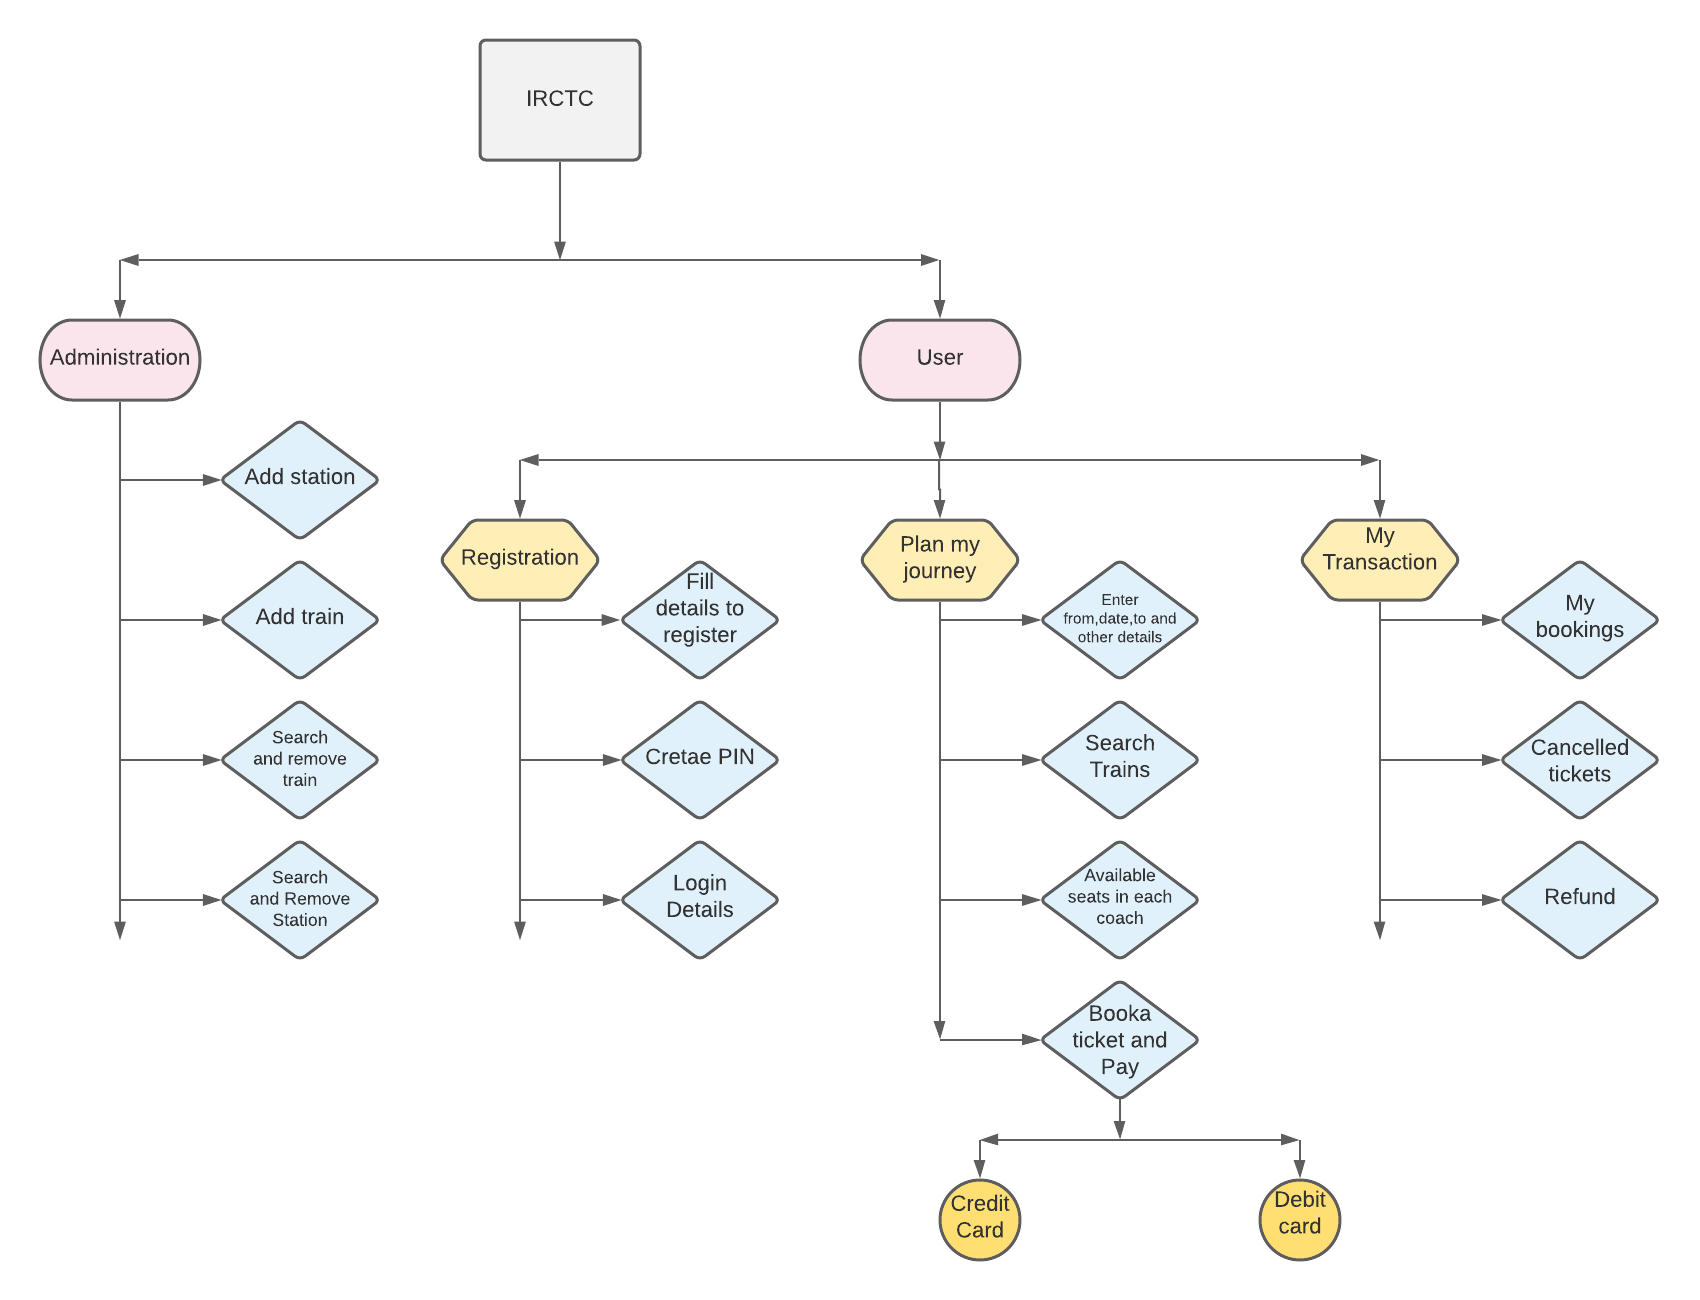 IRCTC
Administration
User
Add station
Add train
Search
and remove
train
Search
and Remove
Station
Registration
Fill
details to
register
Cretae PIN
Login
Details
Plan my
journey
Enter
from,date,to and
other details
Search
Trains
Available
seats in each
coach
Booka
ticket and
Pay
Credit
Card
Debit
card
My
Transaction
My
bookings
Cancelled
tickets
Refund